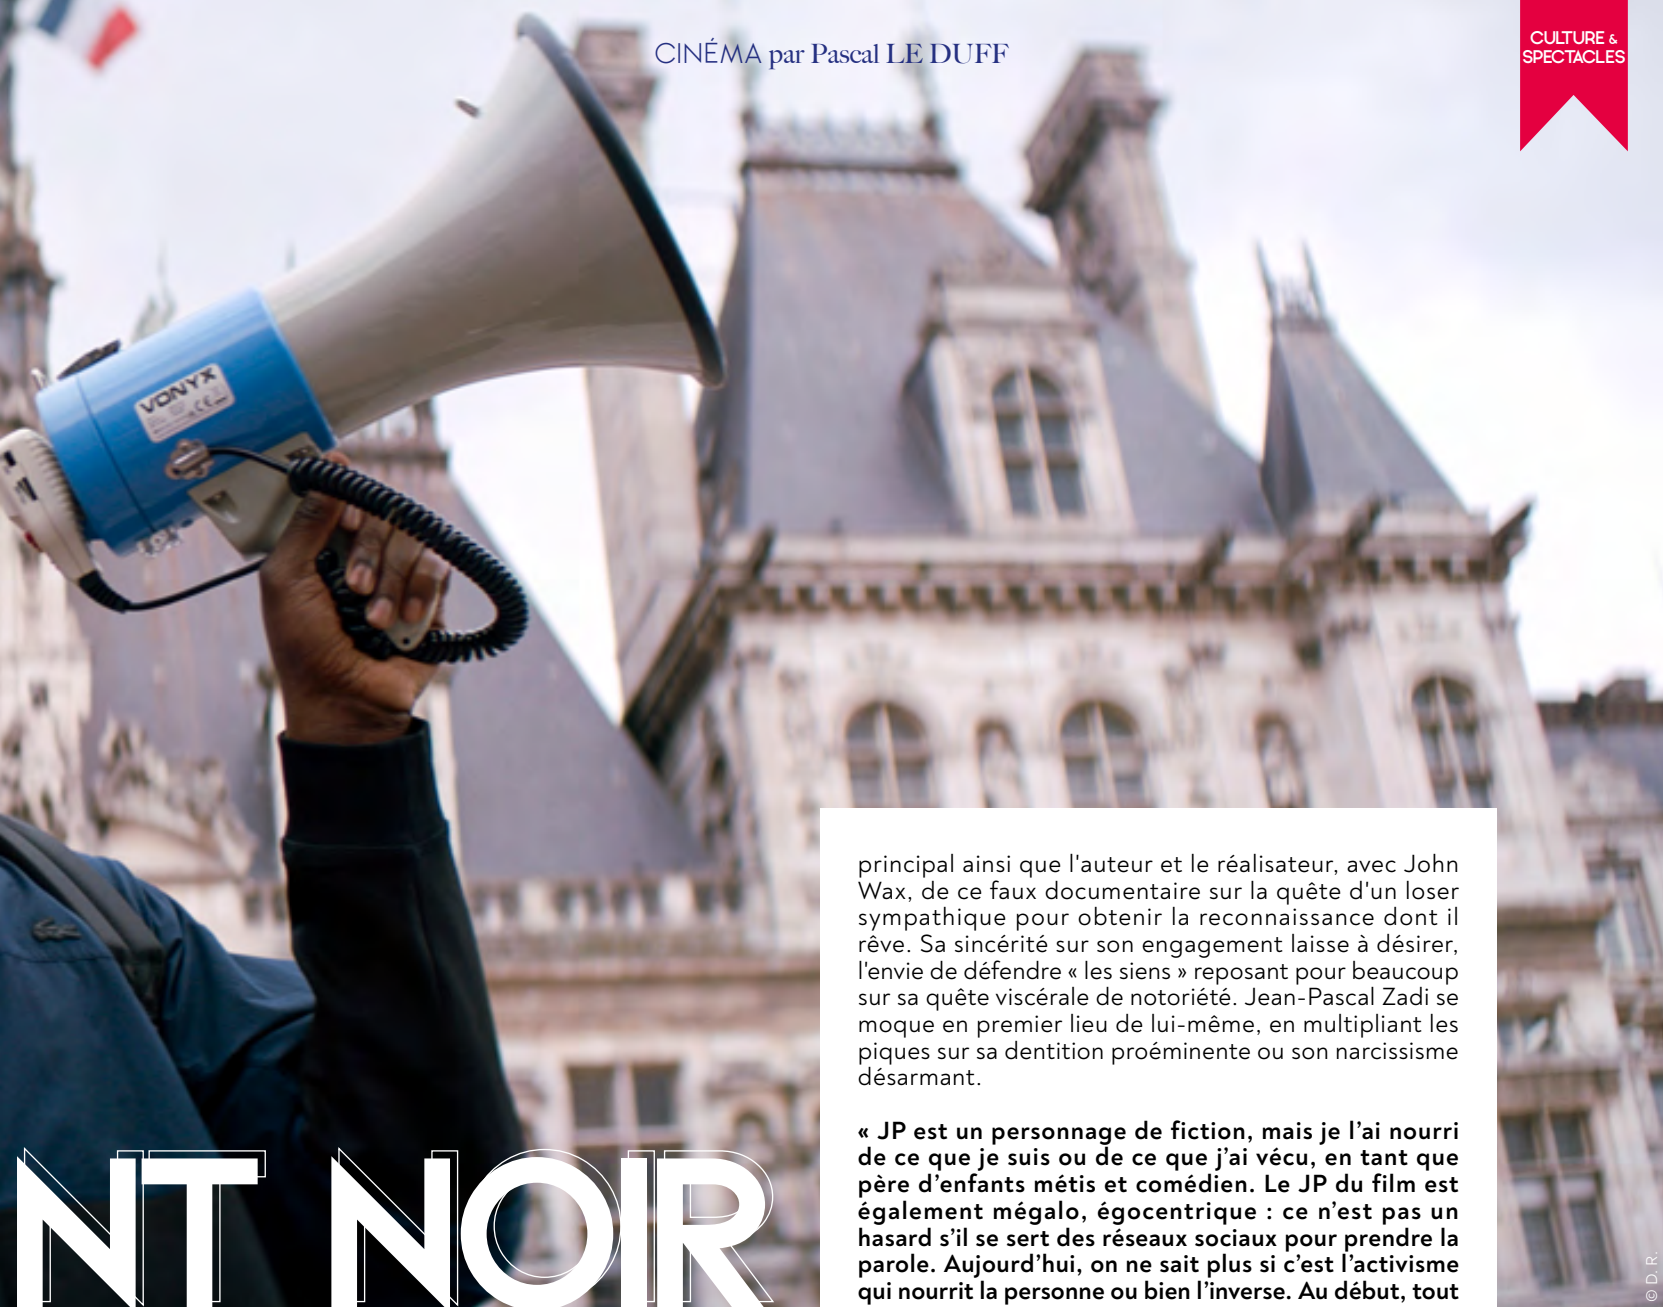 CINÉMA par Pascal LE DUFF
CULTURE &
SPECTACLES
VONYX
NT NOIR
principal ainsi que l'auteur et le réalisateur, avec John
Wax, de ce faux documentaire sur la quête d'un loser
sympathique pour obtenir la reconnaissance dont il
rêve. Sa sincérité sur son engagement laisse à désirer,
l'envie de défendre « les siens » reposant pour beaucoup
sur sa quête viscérale de notoriété. Jean-Pascal Zadi se
moque en premier lieu de lui-même, en multipliant les
piques sur sa dentition proéminente ou son narcissisme
désarmant.
« JP est un personnage de fiction, mais je l’ai nourri
de ce que je suis ou de ce que j’ai vécu, en tant que
père d’enfants métis et comédien. Le JP du film est
également mégalo, égocentrique : ce n’est pas un
hasard s’il se sert des réseaux sociaux pour prendre la
parole. Aujourd’hui, on ne sait plus si c’est l’activisme
qui nourrit la personne ou bien l’inverse. Au début, tout
© D. R.